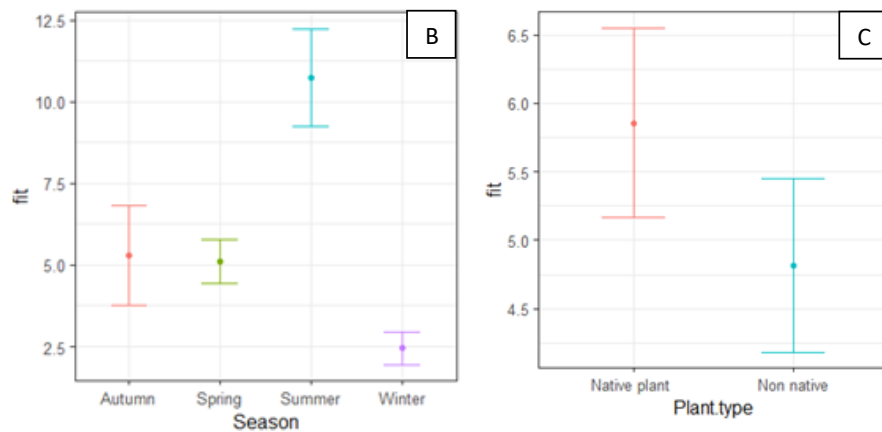 B
12.5
10.0
7.5
5.0
2.5
fit
Autumn Spring Summer Winter
Season
C
6.5
6.0
5.5
5.0
4.5
fit
Native plant Non native
Plant.type